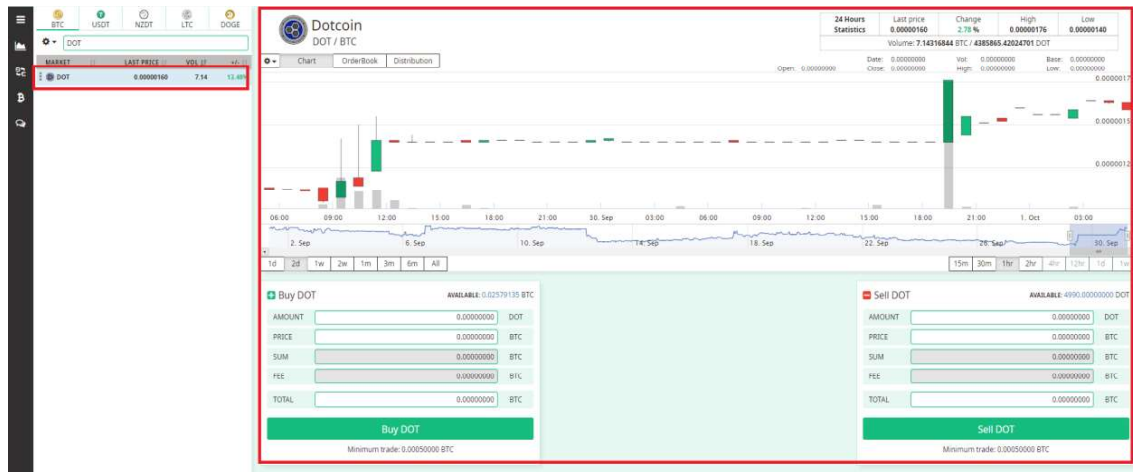 BTC USDT NZDT LTC DOGE
DOT
MARKET LAST PRICE VOL +/-
DOT 0.00000160 7.14 13.48%
Dotcoin
DOT / BTC
24 Hours Statistics Last price 0.00000160 Change 2.78 % High 0.00000176 Low 0.00000140
Volume: 7.14316844 BTC / 4385865.42024701 DOT
Chart OrderBook Distribution
Date: 0.00000000 Vol: 0.00000000 Base: 0.00000000
Open: 0.00000000 Close: 0.00000000 High: 0.00000000 Low: 0.00000000
0.0000017
0.0000015
0.0000012
06:00 09:00 12:00 15:00 18:00 21:00 30. Sep 03:00 06:00 09:00 12:00 15:00 18:00 21:00 1. Oct 03:00
2. Sep 6. Sep 10. Sep 14. Sep 18. Sep 22. Sep 26. Sep 30. Sep
1d 2d 1w 2w 1m 3m 6m All 15m 30m 1hr 2hr 4hr 12hr 1d 1w
Buy DOT AVAILABLE: 0.02579135 BTC
AMOUNT 0.00000000 DOT
PRICE 0.00000000 BTC
SUM 0.00000000 BTC
FEE 0.00000000 BTC
TOTAL 0.00000000 BTC
Buy DOT
Minimum trade: 0.00050000 BTC
Sell DOT AVAILABLE: 4990.00000000 DOT
AMOUNT 0.00000000 DOT
PRICE 0.00000000 BTC
SUM 0.00000000 BTC
FEE 0.00000000 BTC
TOTAL 0.00000000 BTC
Sell DOT
Minimum trade: 0.00050000 BTC